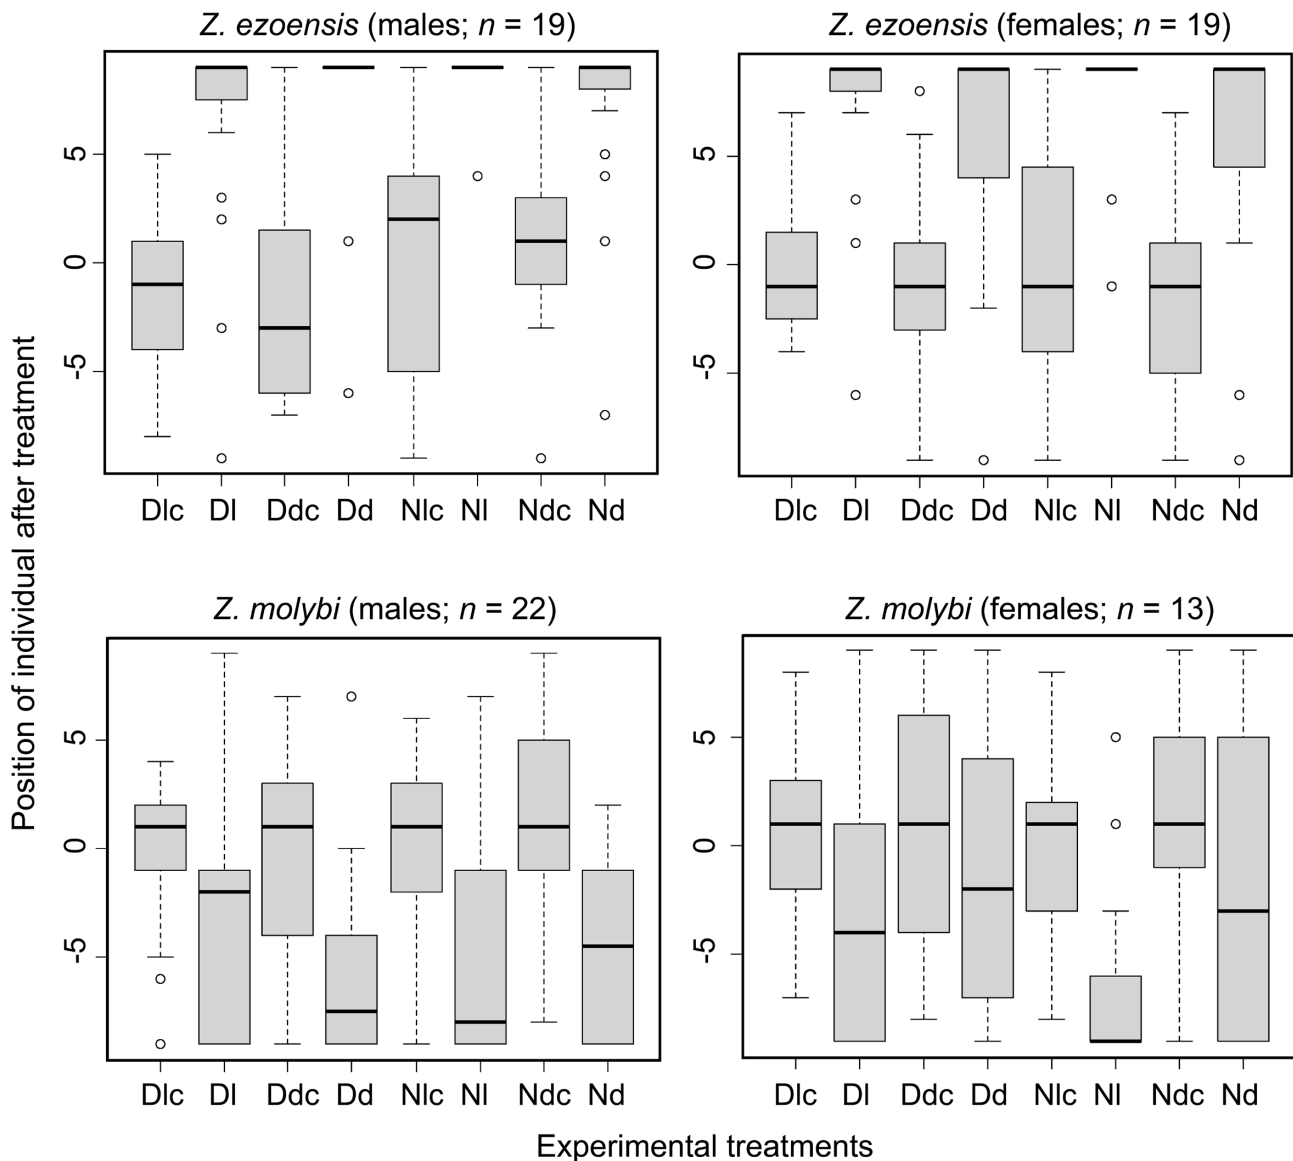 Z. ezoensis (males; n = 19)
Z. ezoensis (females; n = 19)
5
0
-5
5
0
-5
Dlc Dl Ddc Dd Nlc Nl Ndc Nd
Dlc Dl Ddc Dd Nlc Nl Ndc Nd
Position of individual after treatment
Z. molybi (males; n = 22)
Z. molybi (females; n = 13)
5
0
-5
5
0
-5
Dlc Dl Ddc Dd Nlc Nl Ndc Nd
Dlc Dl Ddc Dd Nlc Nl Ndc Nd
Experimental treatments